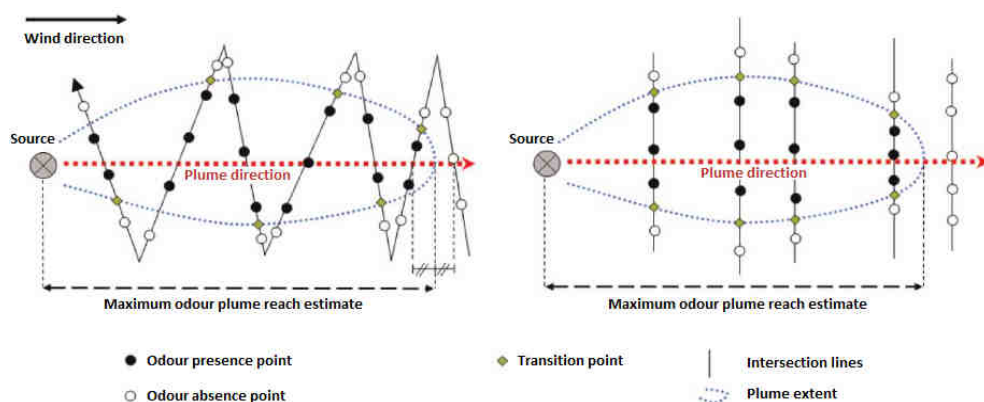 Wind direction
Source
Plume direction
Maximum odour plume reach estimate
Source
Plume direction
Maximum odour plume reach estimate
Odour presence point
Transition point
Intersection lines
Odour absence point
Plume extent